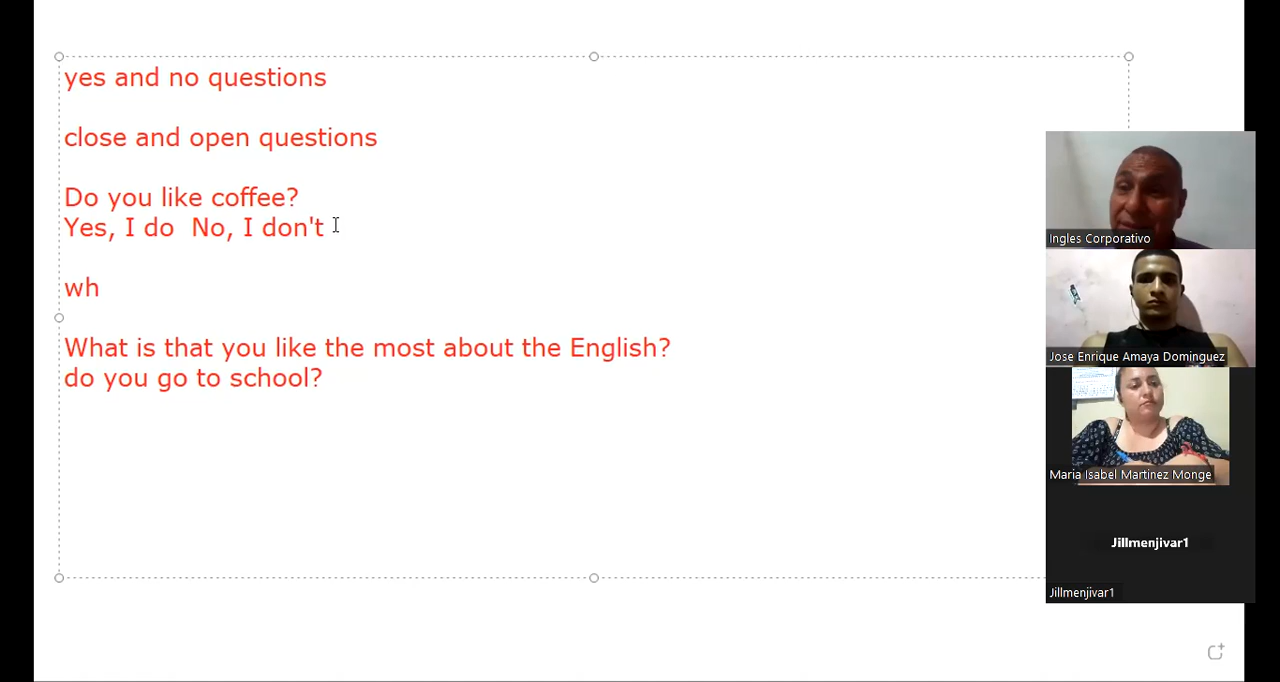 yes and no questions
close and open questions
Do you like coffee?
Yes, I do  No, I don't
wh
What is that you like the most about the English?
do you go to school?
Ingles Corporativo
Jose Enrique Amaya Dominguez
Maria Isabel Martinez Monge
Jillmenjivar1
Jillmenjivar1